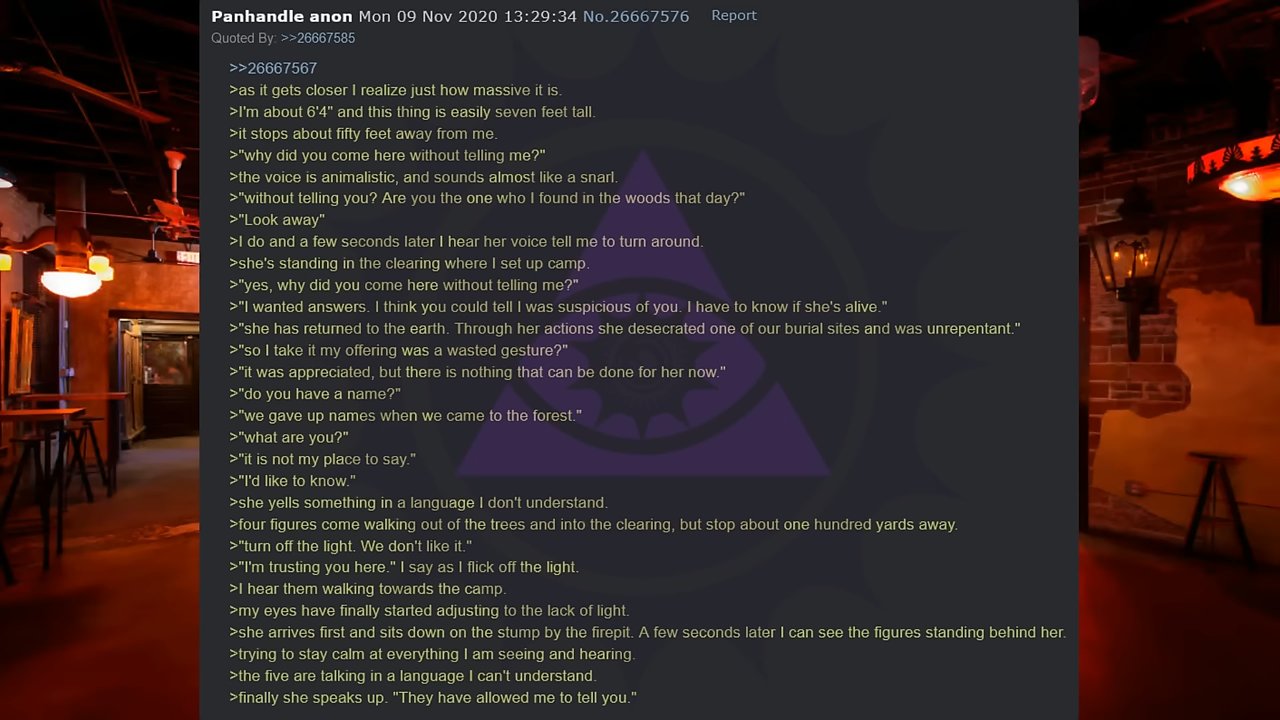 Panhandle anon Mon 09 Nov 2020 13:29:34 No.26667576 Report
Quoted By: >>26667585
>>26667567
>as it gets closer I realize just how massive it is.
>I'm about 6'4" and this thing is easily seven feet tall.
>it stops about fifty feet away from me.
>"why did you come here without telling me?"
>the voice is animalistic, and sounds almost like a snarl.
>"without telling you? Are you the one who I found in the woods that day?"
>"Look away"
>I do and a few seconds later I hear her voice tell me to turn around.
>she's standing in the clearing where I set up camp.
>"yes, why did you come here without telling me?"
>"I wanted answers. I think you could tell I was suspicious of you. I have to know if she's alive."
>"she has returned to the earth. Through her actions she desecrated one of our burial sites and was unrepentant."
>"so I take it my offering was a wasted gesture?"
>"it was appreciated, but there is nothing that can be done for her now."
>"do you have a name?"
>"we gave up names when we came to the forest."
>"what are you?"
>"it is not my place to say."
>"I'd like to know."
>she yells something in a language I don't understand.
>four figures come walking out of the trees and into the clearing, but stop about one hundred yards away.
>"turn off the light. We don't like it."
>"I'm trusting you here." I say as I flick off the light.
>I hear them walking towards the camp.
>my eyes have finally started adjusting to the lack of light.
>she arrives first and sits down on the stump by the firepit. A few seconds later I can see the figures standing behind her.
>trying to stay calm at everything I am seeing and hearing.
>the five are talking in a language I can't understand.
>finally she speaks up. "They have allowed me to tell you."